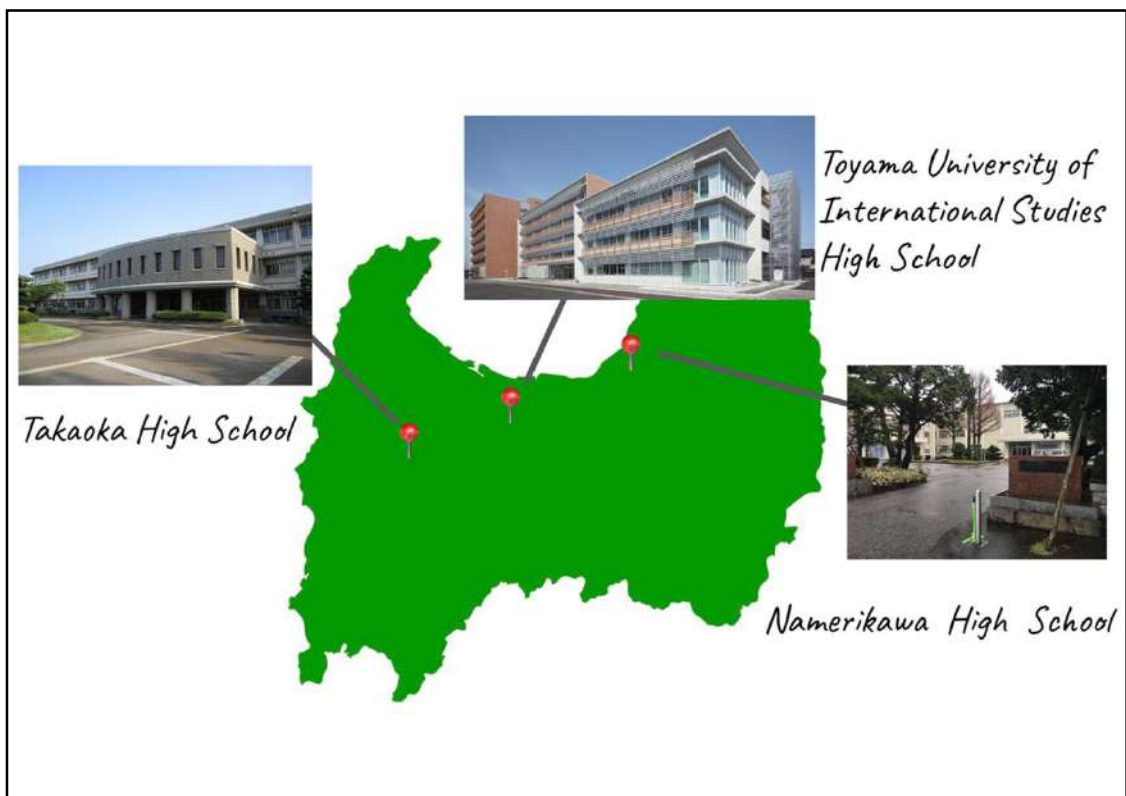 Toyama University of
International Studies
High School
Takaoka High School
Namerikawa High School